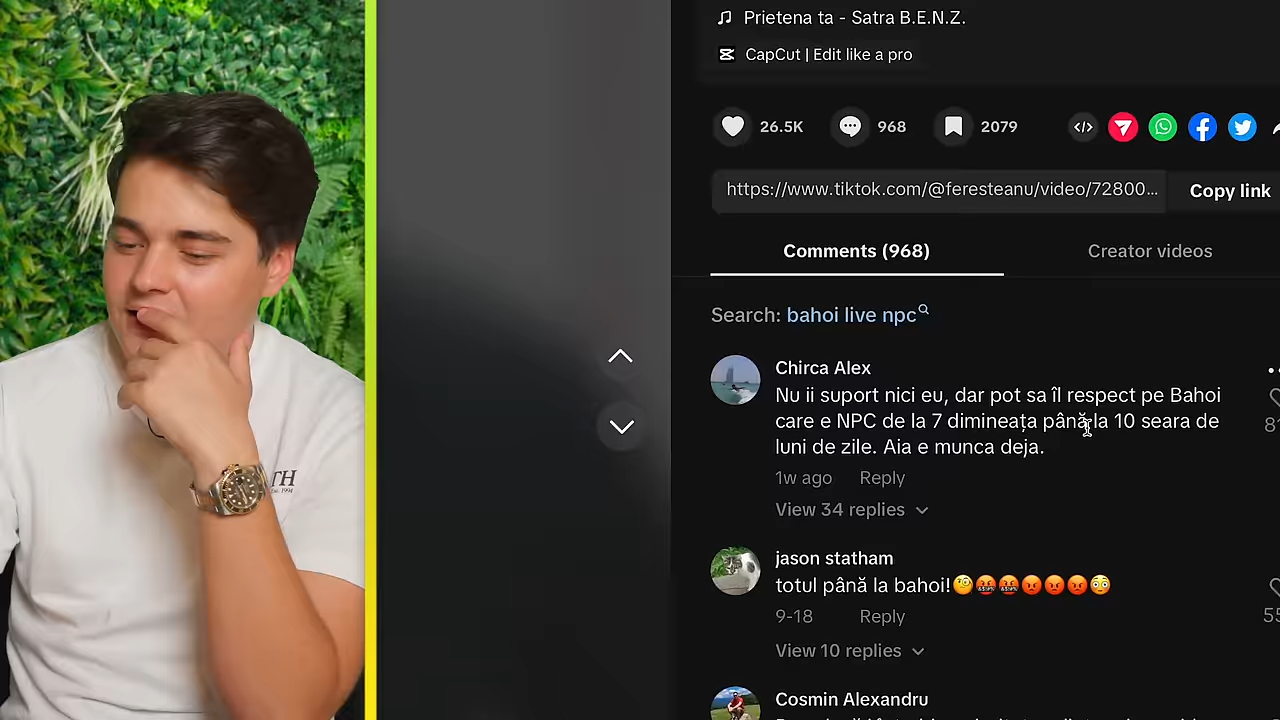 Prietena ta - Satra B.E.N.Z.
CapCut | Edit like a pro
26.5K 968 2079
https://www.tiktok.com/@feresteanu/video/72800... Copy link
Comments (968) Creator videos
Search: bahoi live npc
Chirca Alex
Nu ii suport nici eu, dar pot sa îl respect pe Bahoi
care e NPC de la 7 dimineața până la 10 seara de
luni de zile. Aia e munca deja.
1w ago Reply
View 34 replies
jason statham
totul până la bahoi!🧐🤬🤬😡😡😡😳
9-18 Reply
View 10 replies
Cosmin Alexandru
TH